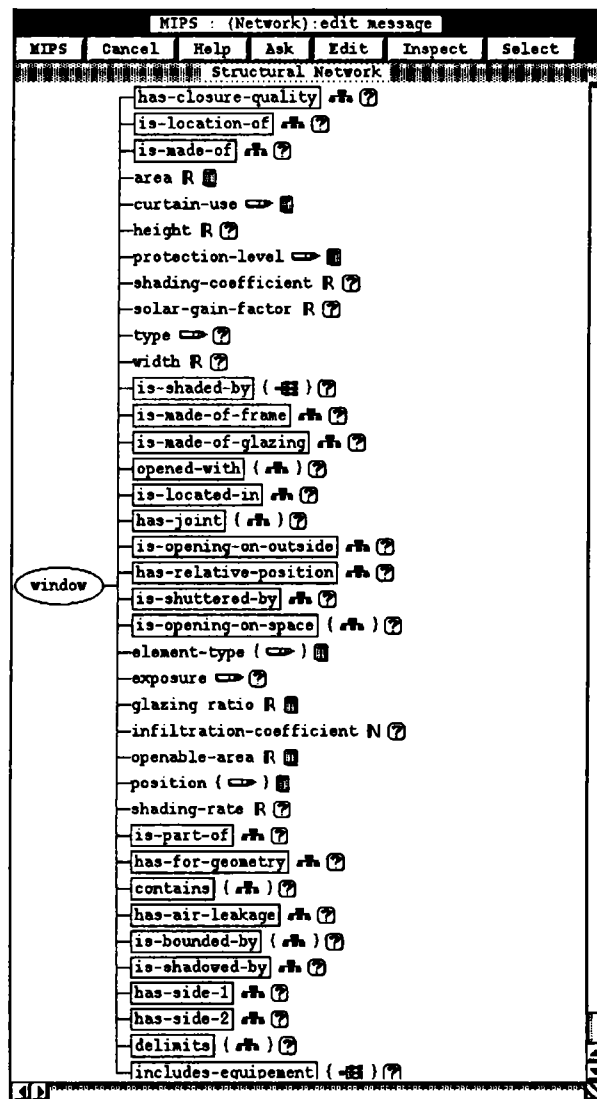 MIPS : (Network):edit message
MIPS Cancel Help Ask Edit Inspect Select
Structural Network
has-closure-quality ?
is-location-of ?
is-made-of ?
area R
curtain-use
height R ?
protection-level
shading-coefficient R ?
solar-gain-factor R ?
type ?
width R ?
is-shaded-by ( ) ?
is-made-of-frame ?
is-made-of-glazing ?
opened-with ( ) ?
is-located-in ?
has-joint ( ) ?
is-opening-on-outside ?
has-relative-position ?
window
is-shuttered-by ?
is-opening-on-space ( ) ?
element-type ( )
exposure ?
glazing ratio R
infiltration-coefficient N ?
openable-area R
position ( )
shading-rate R ?
is-part-of ?
has-for-geometry ?
contains ( ) ?
has-air-leakage ?
is-bounded-by ( ) ?
is-shadowed-by ?
has-side-1 ?
has-side-2 ?
delimits ( ) ?
includes-equipement ( ) ?